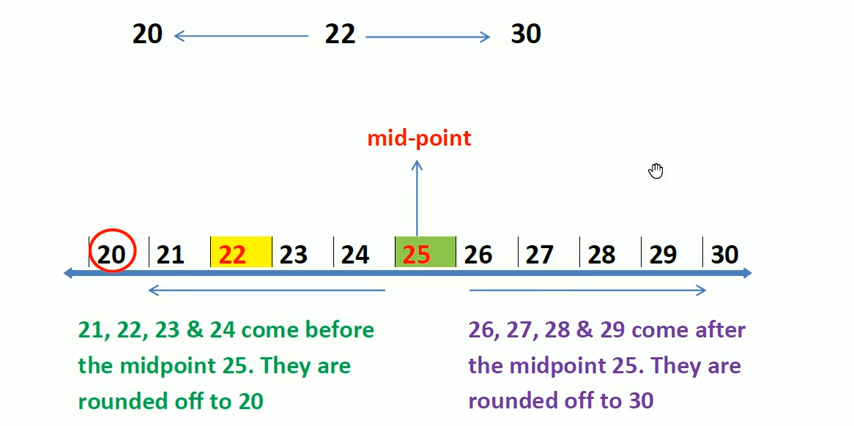 20 22 30
mid-point
20 21 22 23 24 25 26 27 28 29 30
21, 22, 23 & 24 come before
the midpoint 25. They are
rounded off to 20
26, 27, 28 & 29 come after
the midpoint 25. They are
rounded off to 30